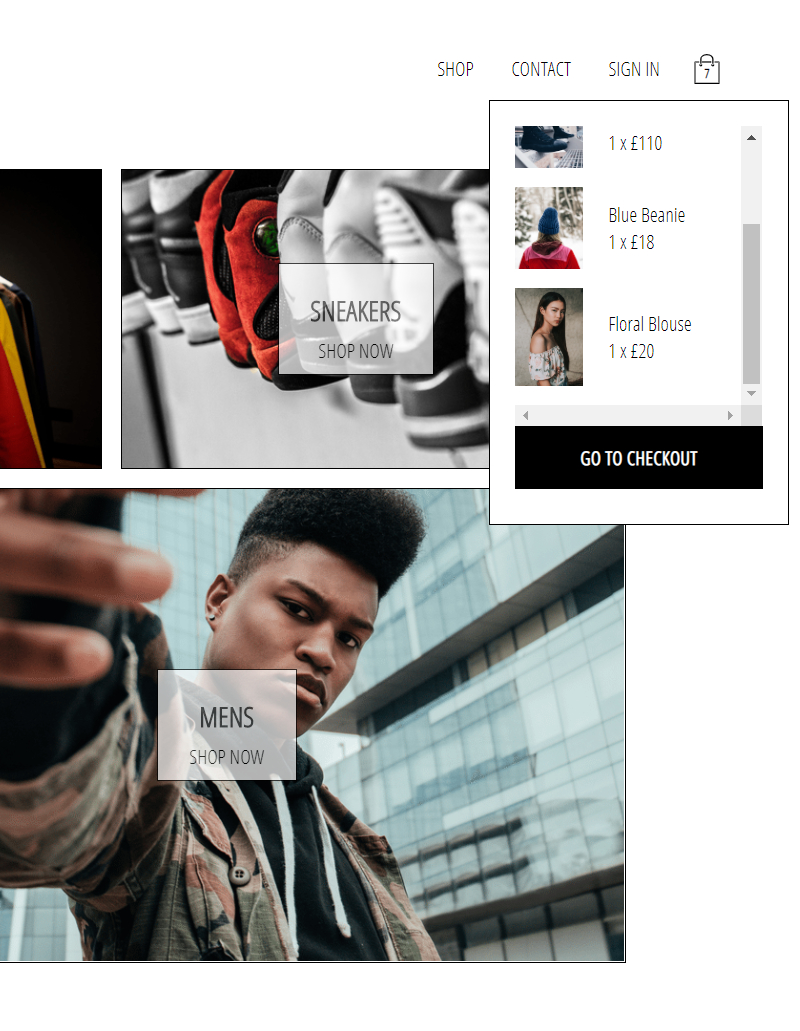 SHOP CONTACT SIGN IN 7
1 x £110
Blue Beanie
1 x £18
Floral Blouse
1 x £20
GO TO CHECKOUT
SNEAKERS
SHOP NOW
MENS
SHOP NOW